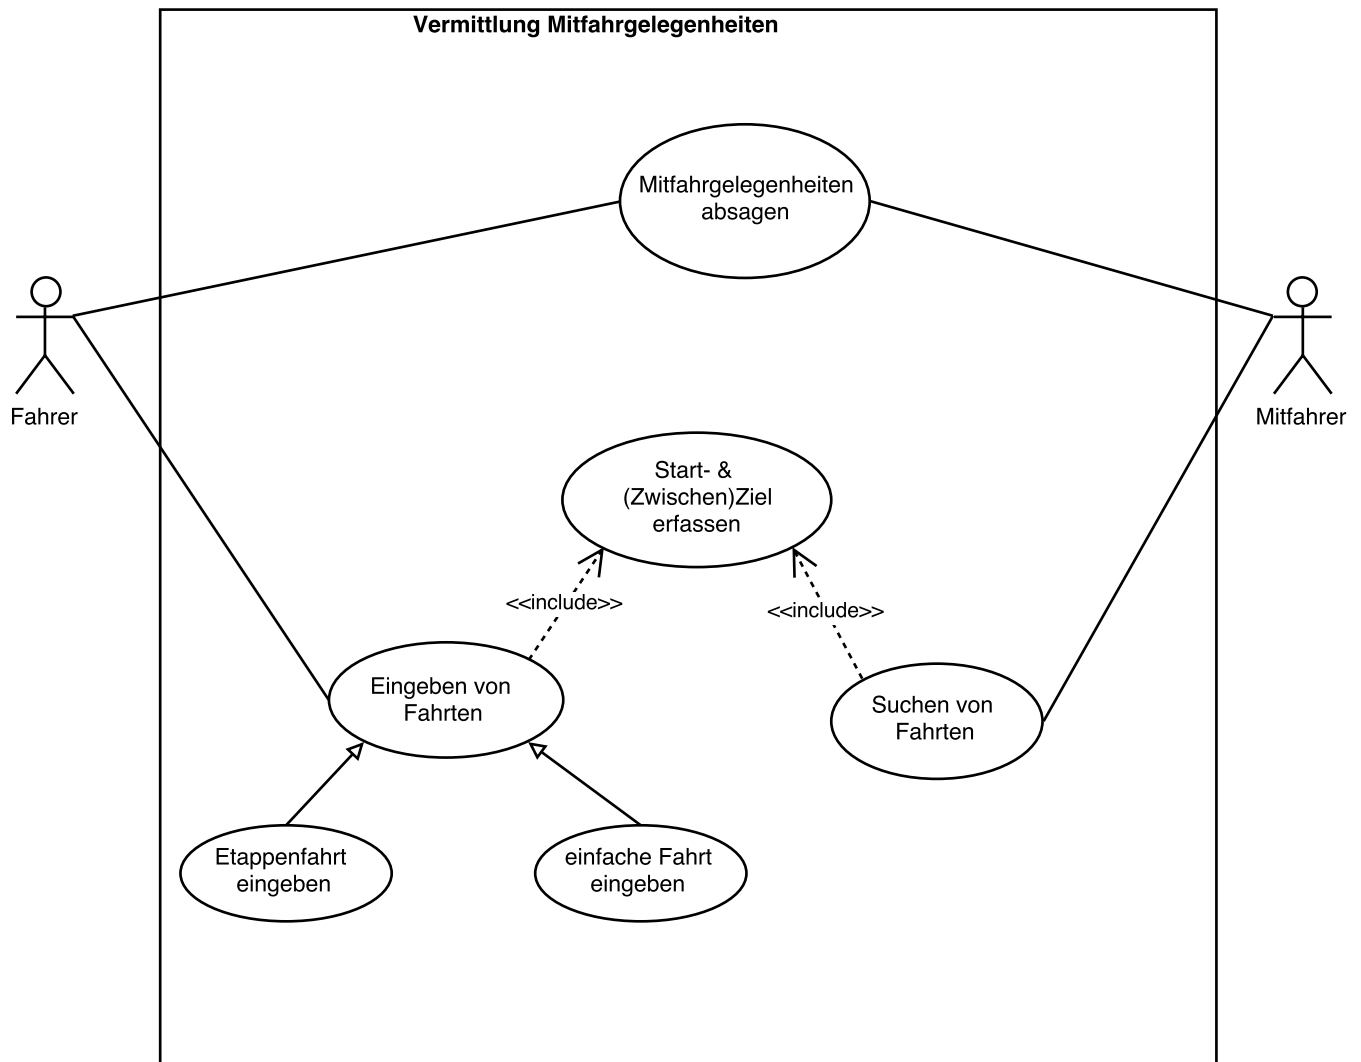 Vermittlung Mitfahrgelegenheiten
Mitfahrgelegenheiten
absagen
Fahrer
Mitfahrer
Start- &
(Zwischen)Ziel
erfassen
<<include>>
<<include>>
Eingeben von
Fahrten
Suchen von
Fahrten
Etappenfahrt
eingeben
einfache Fahrt
eingeben